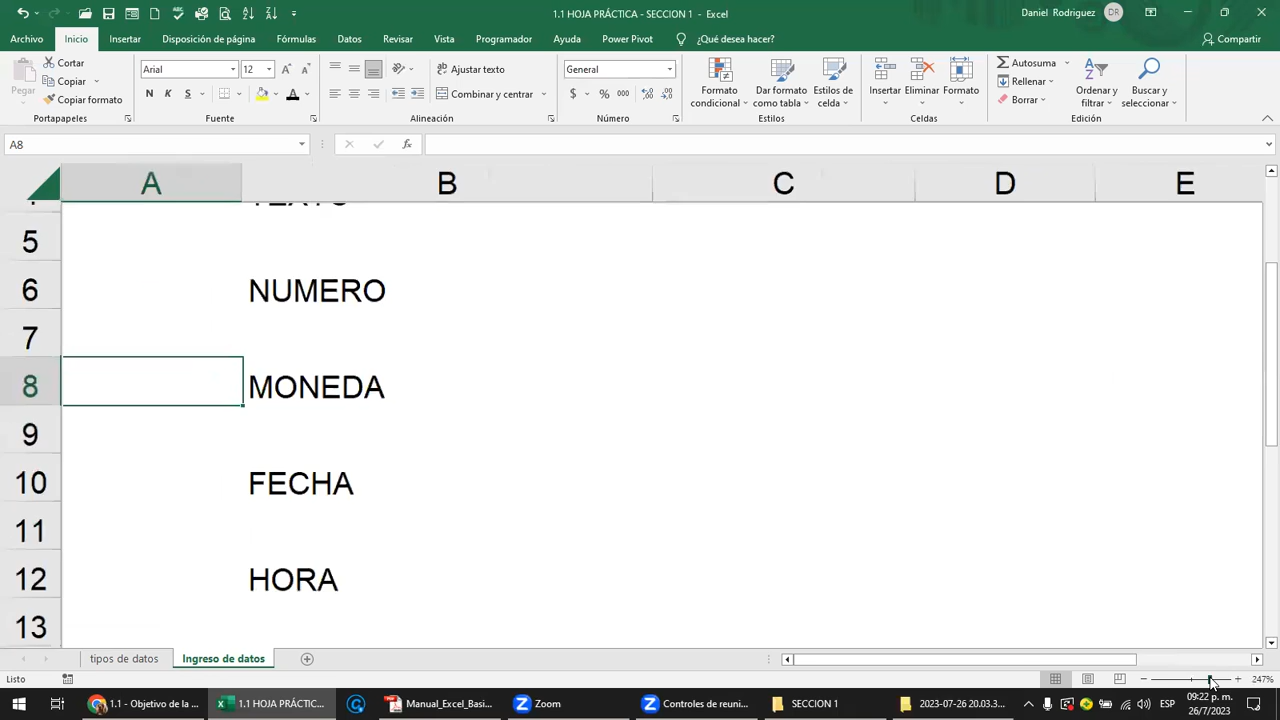 1.1 HOJA PRÁCTICA - SECCION 1 - Excel
Daniel Rodriguez DR
Archivo Inicio Insertar Disposición de página Fórmulas Datos Revisar Vista Programador Ayuda Power Pivot ¿Qué desea hacer? Compartir
Pegar
Cortar
Copiar
Copiar formato
Portapapeles
Arial 12
N K S A
Fuente
Ajustar texto
Combinar y centrar
Alineación
General
$ % 000
Número
Formato condicional
Dar formato como tabla
Estilos de celda
Estilos
Insertar Eliminar Formato
Celdas
Autosuma
Rellenar
Borrar
Ordenar y filtrar
Buscar y seleccionar
Edición
A8 fx
A B C D E
4 TEXTO
5
6 NUMERO
7
8 MONEDA
9
10 FECHA
11
12 HORA
13
tipos de datos Ingreso de datos
Listo 247%
1.1 - Objetivo de la ... 1.1 HOJA PRÁCTIC... Manual_Excel_Basi... Zoom Controles de reuni... SECCION 1 2023-07-26 20.03.3... ESP
09:22 p. m.
26/7/2023